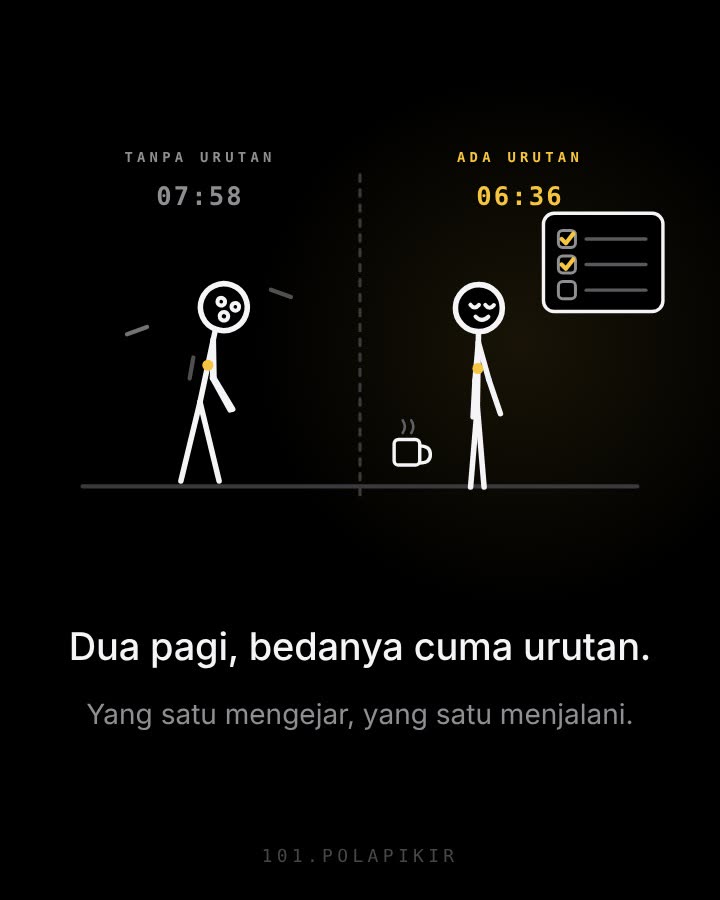 TANPA URUTAN
07:58
ADA URUTAN
06:36
Dua pagi, bedanya cuma urutan.
Yang satu mengejar, yang satu menjalani.
101.POLAPIKIR